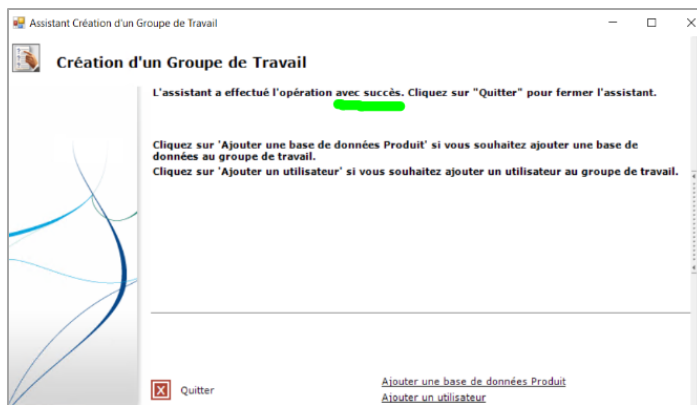 Assistant Création d'un Groupe de Travail
Création d'un Groupe de Travail
L'assistant a effectué l'opération avec succès. Cliquez sur "Quitter" pour fermer l'assistant.
Cliquez sur 'Ajouter une base de données Produit' si vous souhaitez ajouter une base de
données au groupe de travail.
Cliquez sur 'Ajouter un utilisateur' si vous souhaitez ajouter un utilisateur au groupe de travail.
Quitter
Ajouter une base de données Produit
Ajouter un utilisateur